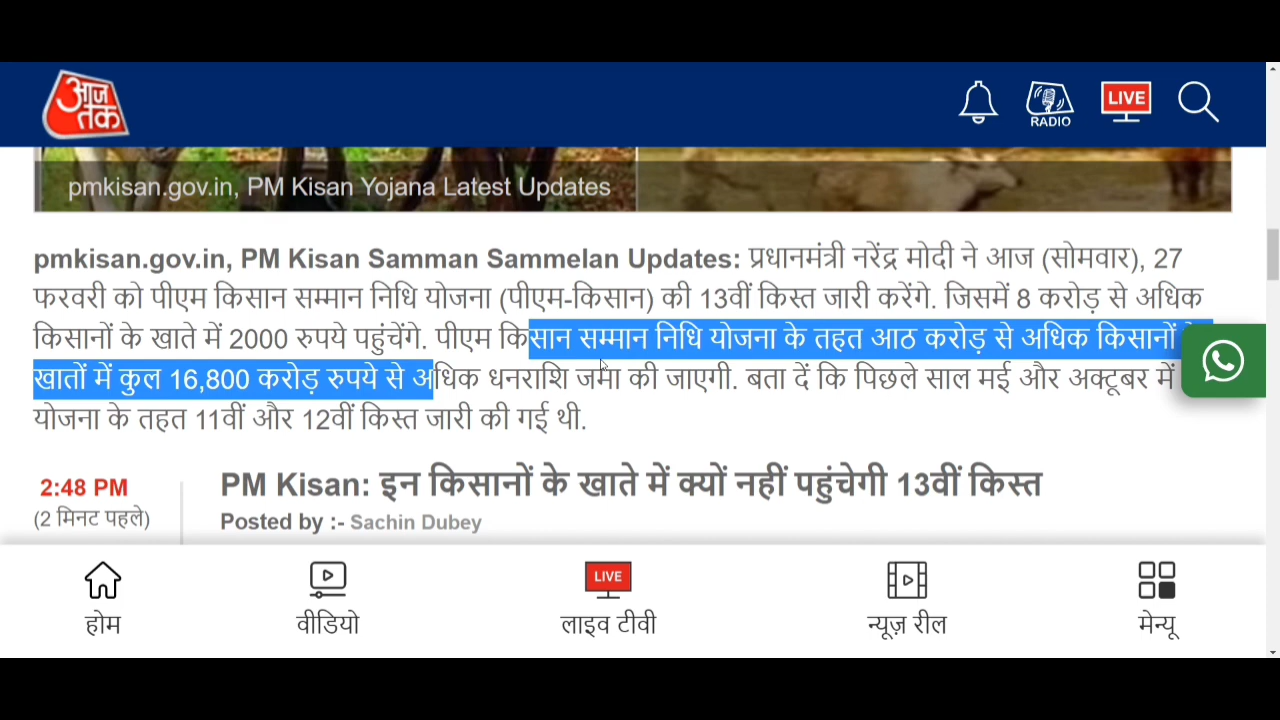 आज
तक
RADIO
LIVE
pmkisan.gov.in, PM Kisan Yojana Latest Updates
pmkisan.gov.in, PM Kisan Samman Sammelan Updates: प्रधानमंत्री नरेंद्र मोदी ने आज (सोमवार), 27
फरवरी को पीएम किसान सम्मान निधि योजना (पीएम-किसान) की 13वीं किस्त जारी करेंगे. जिसमें 8 करोड़ से अधिक
किसानों के खाते में 2000 रुपये पहुंचेंगे. पीएम किसान सम्मान निधि योजना के तहत आठ करोड़ से अधिक किसानों
खातों में कुल 16,800 करोड़ रुपये से अधिक धनराशि जमा की जाएगी. बता दें कि पिछले साल मई और अक्टूबर में
योजना के तहत 11वीं और 12वीं किस्त जारी की गई थी.
2:48 PM
(2 मिनट पहले)
PM Kisan: इन किसानों के खाते में क्यों नहीं पहुंचेगी 13वीं किस्त
Posted by :- Sachin Dubey
LIVE
होम
वीडियो
लाइव टीवी
न्यूज़ रील
मेन्यू